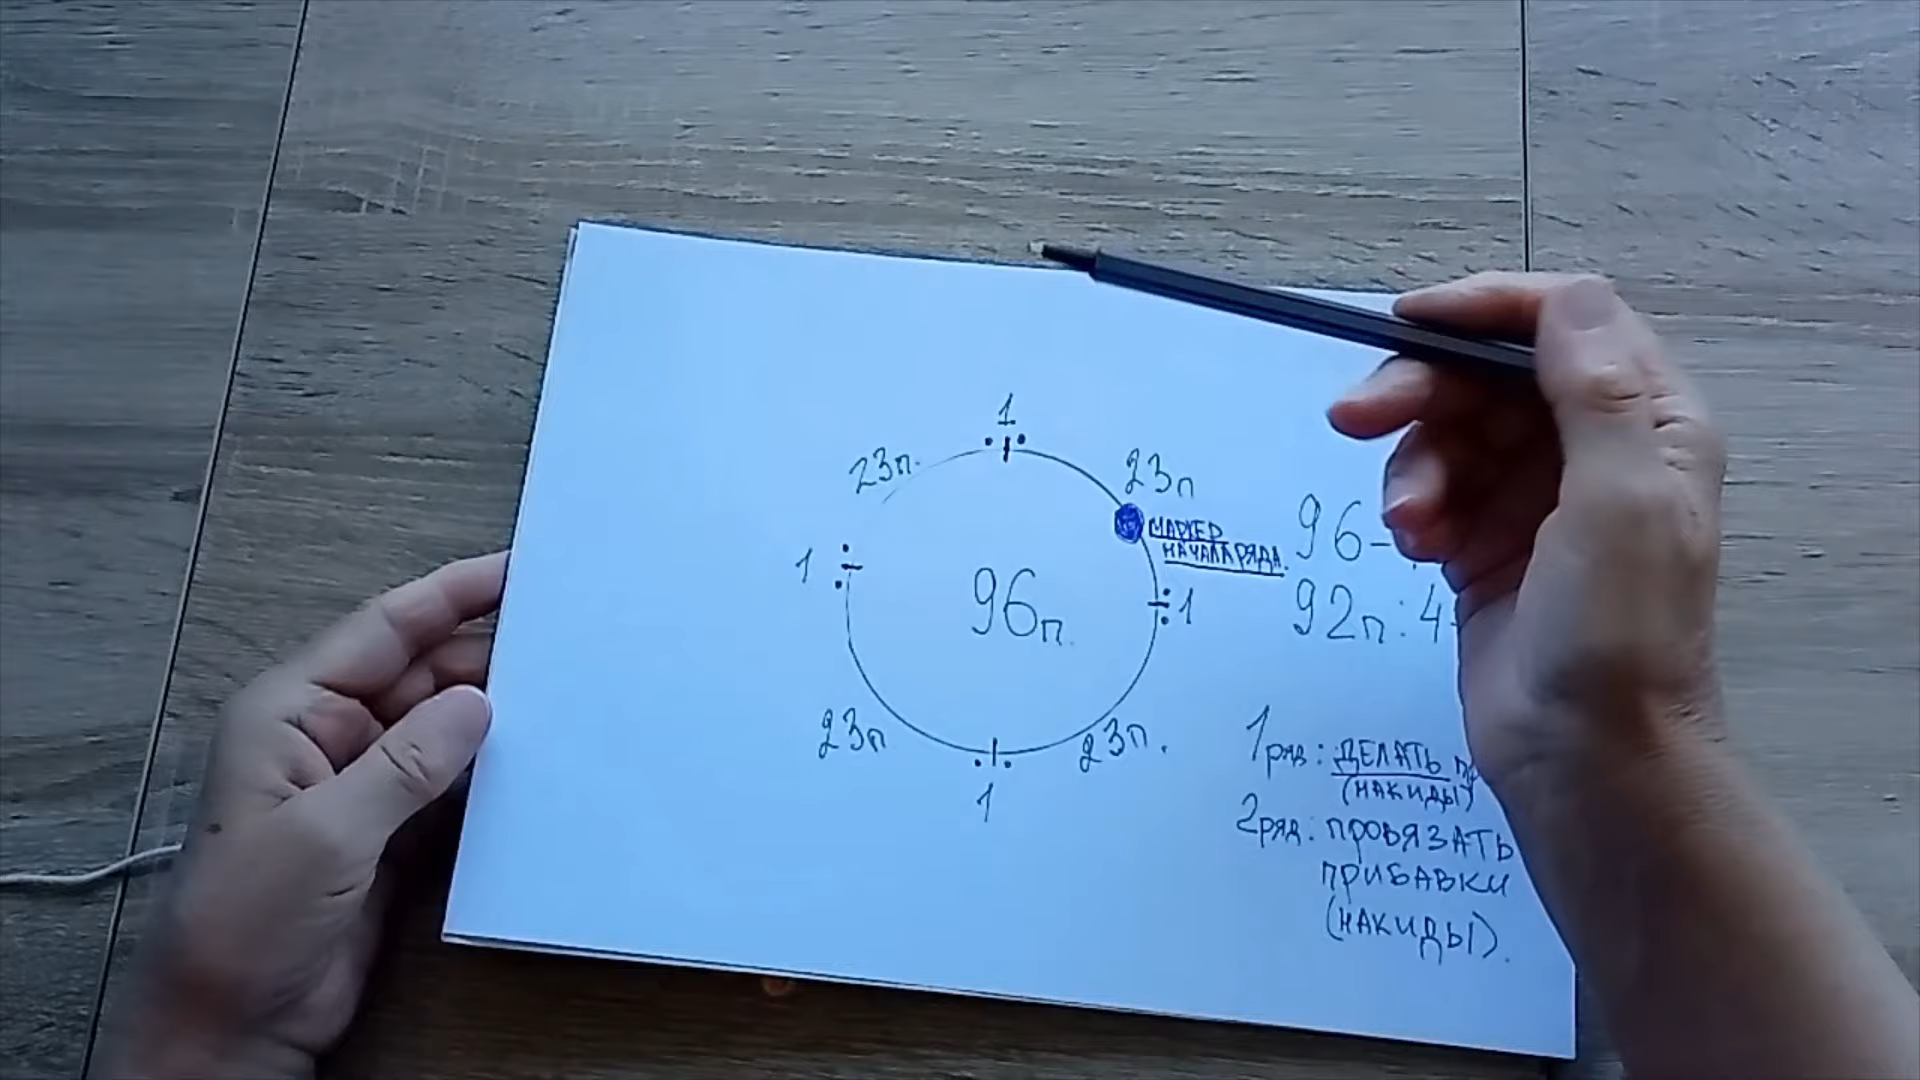 1
23п.
23п
МАРКЕР
НАЧАЛА РЯДА.
1
96п.
1
23п
23п.
1
96-
92п:4
1ряд: ДЕЛАТЬ
(НАКИДЫ)
2ряд: ПРОВЯЗАТЬ
ПРИБАВКИ
(НАКИДЫ).